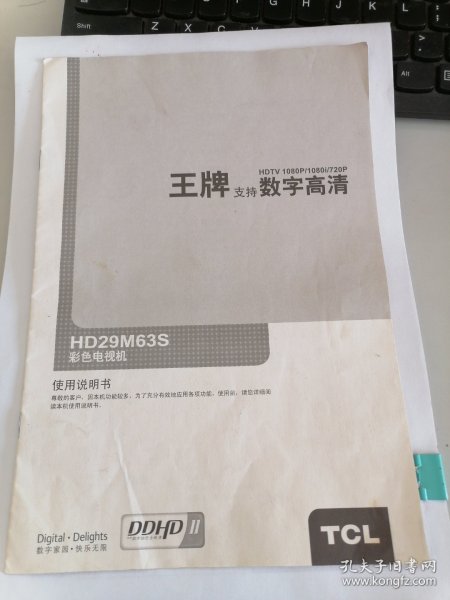 Shift
Z X C V B N M
Alt
HDTV 1080P/1080i/720P
王牌 支持 数字高清
HD29M63S
彩色电视机
使用说明书
尊敬的客户，因本机功能较多，为了充分有效地应用各项功能，使用前，请您详细阅
读本机使用说明书。
Digital · Delights
数字家园 · 快乐无限
DDHD II
TCL
孔夫子旧书网
www.kongfz.com